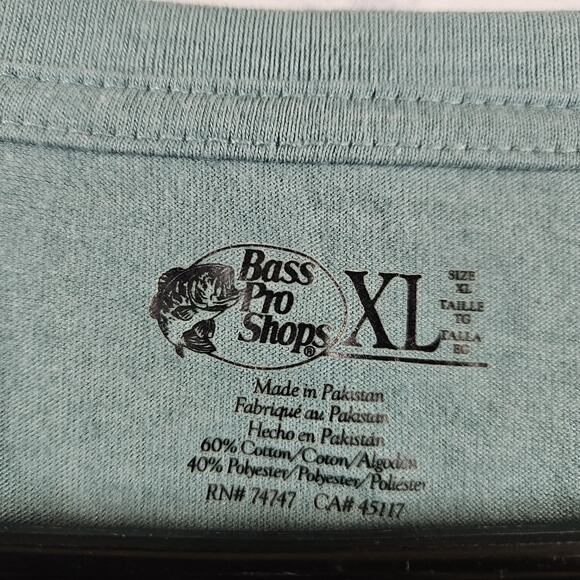 Bass
Pro
Shops®
XL
SIZE
XL
TAILLE
TG
TALLA
EG
Made in Pakistan
Fabriqué au Pakistan
Hecho en Pakistán
60% Cotton/Coton/Algodón
40% Polyester/Polyester/Poliéster
RN# 74747 CA# 45117